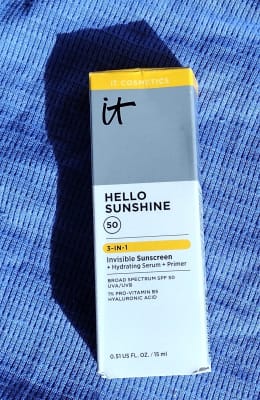 IT COSMETICS
it
HELLO
SUNSHINE
50
3-IN-1
Invisible Sunscreen
+ Hydrating Serum + Primer
BROAD SPECTRUM SPF 50
UVA/UVB
1% PRO-VITAMIN B5
HYALURONIC ACID
0.51 US FL. OZ. / 15 ml